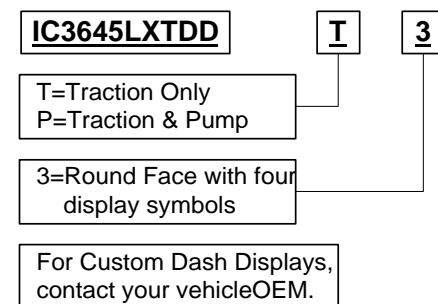 IC3645LXTDD T 3
T=Traction Only
P=Traction & Pump
3=Round Face with four
display symbols
For Custom Dash Displays,
contact your vehicleOEM.